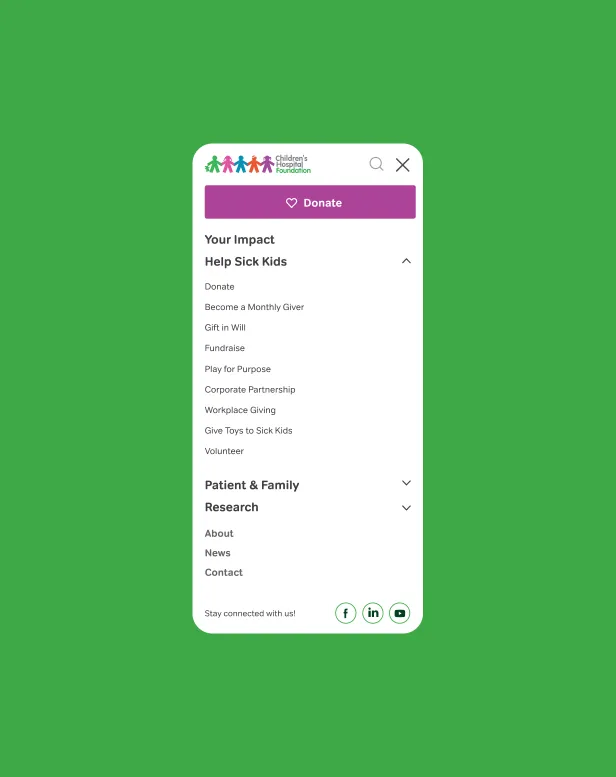 Children's
Hospital
Foundation
Donate
Your Impact
Help Sick Kids
Donate
Become a Monthly Giver
Gift in Will
Fundraise
Play for Purpose
Corporate Partnership
Workplace Giving
Give Toys to Sick Kids
Volunteer
Patient & Family
Research
About
News
Contact
Stay connected with us!
f
in